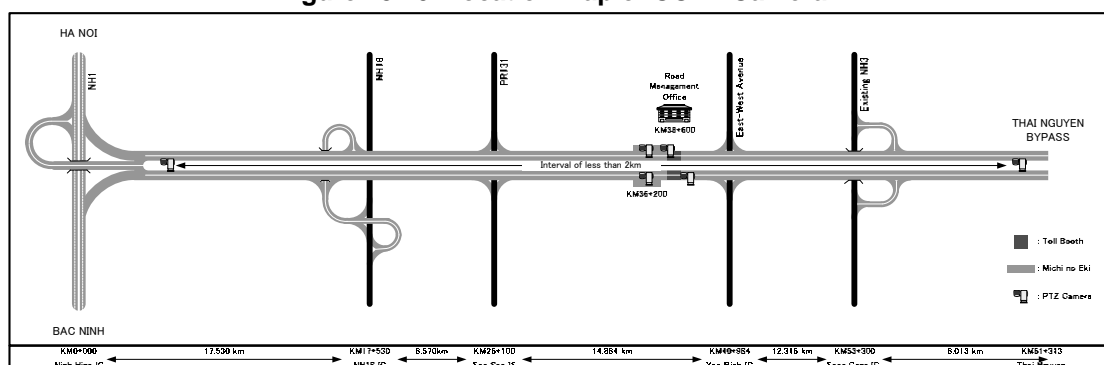 HA NOI
NH1
NH18
PR131
Road
Management
Office
KM38+600
East-West Avenue
Existing NH3
THAI NGUYEN
BYPASS
Interval of less than 2km
KM36+200
: Toll Booth
: Michi no Eki
: PTZ Camera
BAC NINH
KM0+000 17.530 km KM17+530 8.570km KM26+100 14.864 km KM40+964 12.316 km KM53+300 8.013 km KM61+313